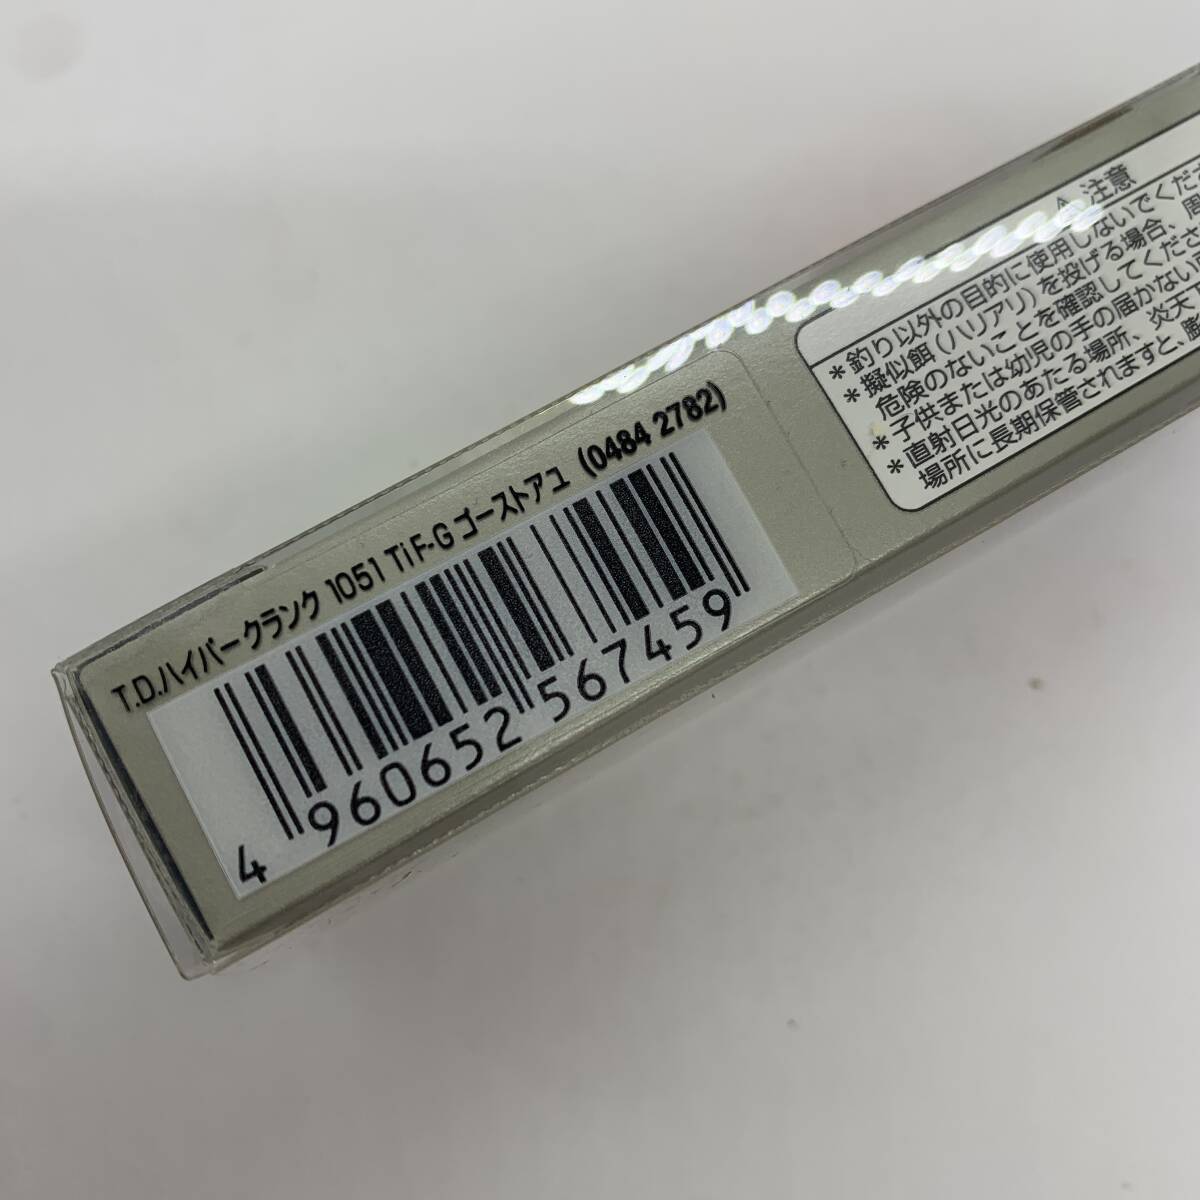 T.D.ハイパークランク 1051 Ti F-G ゴーストアユ (0484 2782)
4 960652 567459
⚠ 注意
*釣り以外の目的に使用しないでくださ
*擬似餌(ハリアリ)を投げる場合、周
危険のないことを確認してくださ
*子供または幼児の手の届かない
*直射日光のあたる場所、炎天
場所に長期保管されますと、膨